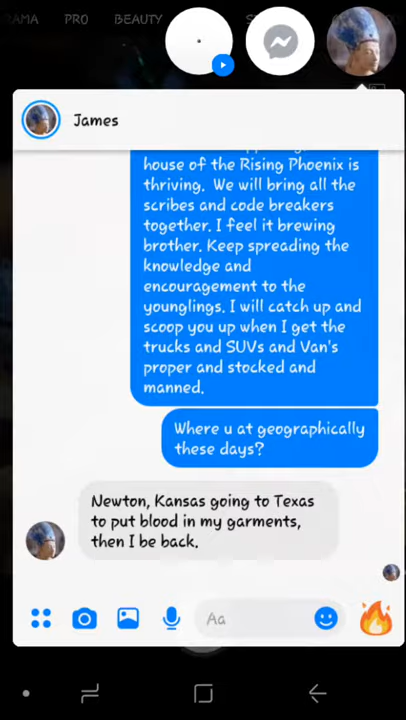 RAMA PRO BEAUTY
James
house of the Rising Phoenix is
thriving. We will bring all the
scribes and code breakers
together. I feel it brewing
brother. Keep spreading the
knowledge and
encouragement to the
younglings. I will catch up and
scoop you up when I get the
trucks and SUVs and Van's
proper and stocked and
manned.
Where u at geographically
these days?
Newton, Kansas going to Texas
to put blood in my garments,
then I be back.
Aa